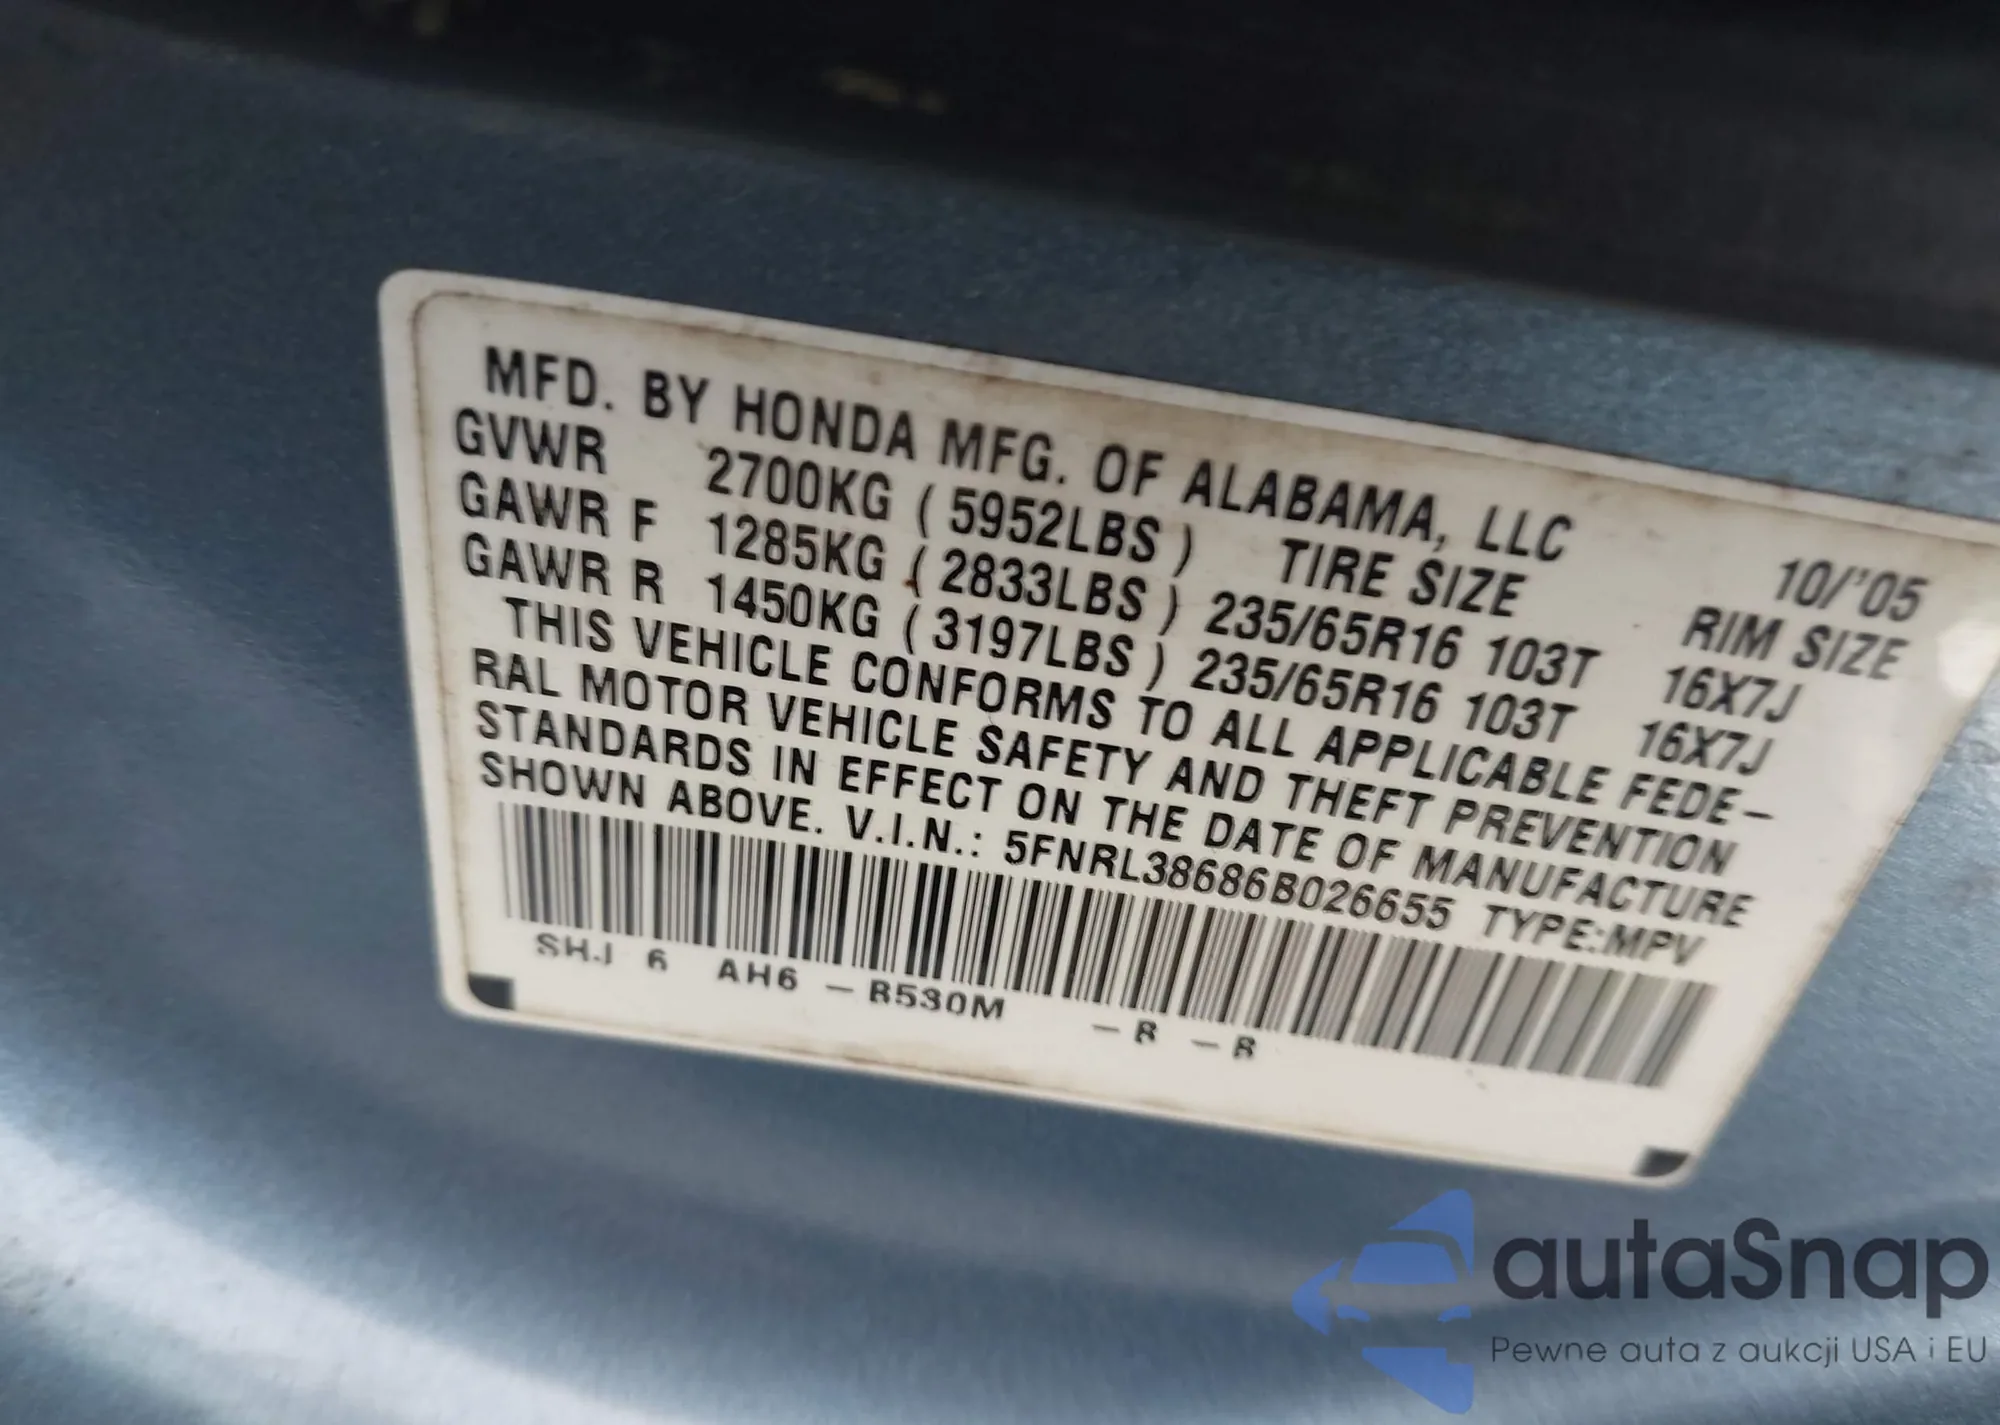 MFD. BY HONDA MFG. OF ALABAMA, LLC 10/'05
GVWR 2700KG ( 5952LBS ) TIRE SIZE RIM SIZE
GAWR F 1285KG ( 2833LBS ) 235/65R16 103T 16X7J
GAWR R 1450KG ( 3197LBS ) 235/65R16 103T 16X7J
THIS VEHICLE CONFORMS TO ALL APPLICABLE FEDE-
RAL MOTOR VEHICLE SAFETY AND THEFT PREVENTION
STANDARDS IN EFFECT ON THE DATE OF MANUFACTURE
SHOWN ABOVE. V.I.N.: 5FNRL38686B026655 TYPE:MPV
SHJ 6 AH6 - B530M - B - B
autaSnap
Pewne auta z aukcji USA i EU